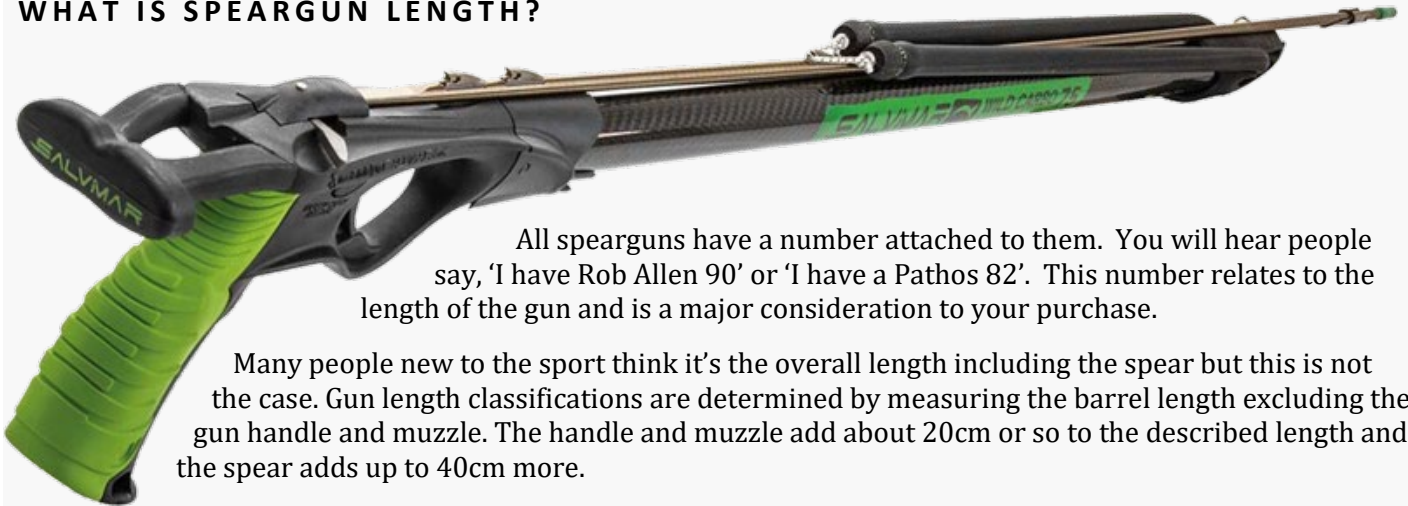 WHAT IS SPEARGUN LENGTH?
SALVIMAR
SALVIMAR WILD CARBO 75
All spearguns have a number attached to them.  You will hear people
say, ‘I have Rob Allen 90’ or ‘I have a Pathos 82’.  This number relates to the
length of the gun and is a major consideration to your purchase.
Many people new to the sport think it’s the overall length including the spear but this is not
the case. Gun length classifications are determined by measuring the barrel length excluding the
gun handle and muzzle. The handle and muzzle add about 20cm or so to the described length and
the spear adds up to 40cm more.